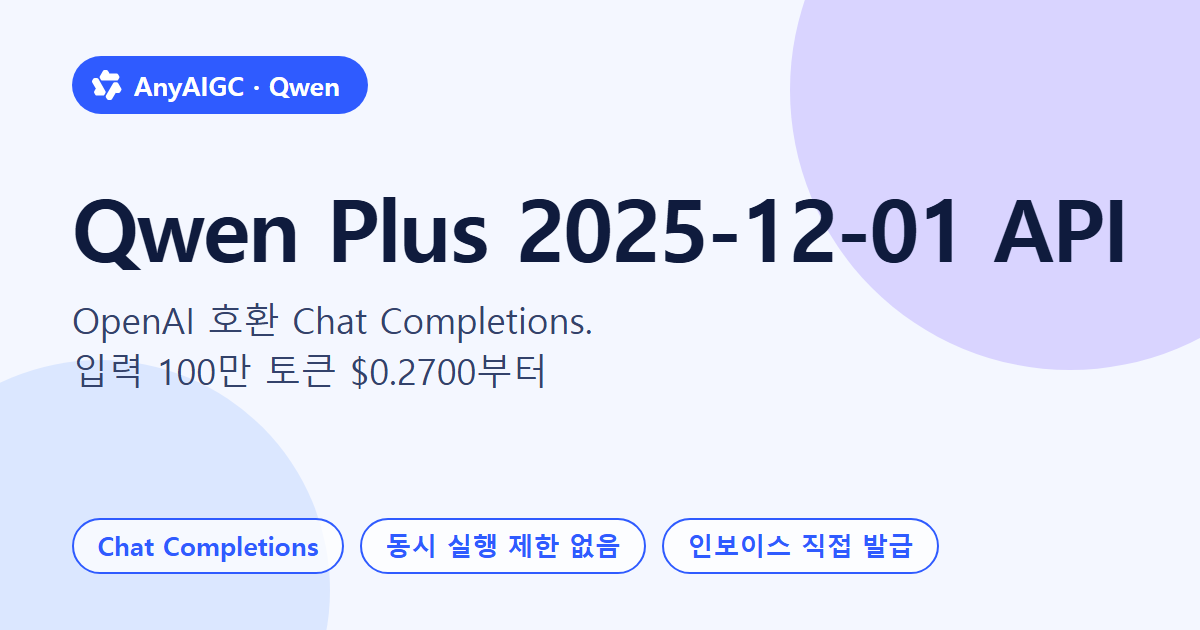 AnyAIGC · Qwen
Qwen Plus 2025-12-01 API
OpenAI 호환 Chat Completions.
입력 100만 토큰 $0.2700부터
Chat Completions
동시 실행 제한 없음
인보이스 직접 발급